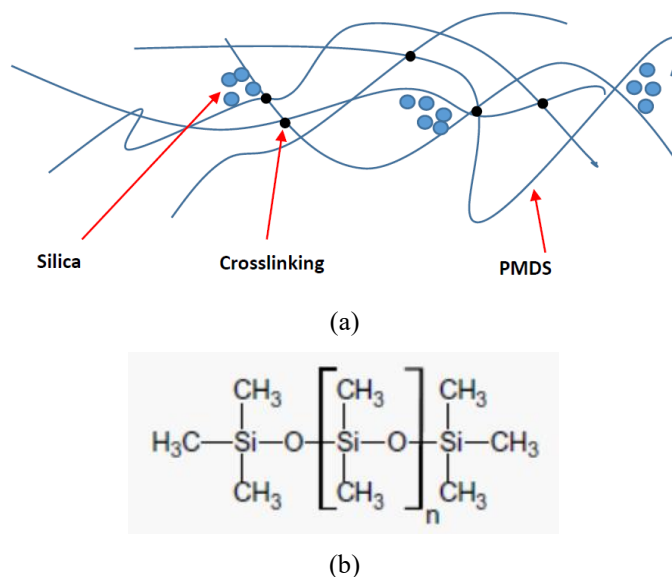 Silica
Crosslinking
PMDS
(a)
CH₃ CH₃ CH₃
H₃C—Si—O—Si—O—Si—CH₃
CH₃ CH₃ CH₃
n
(b)